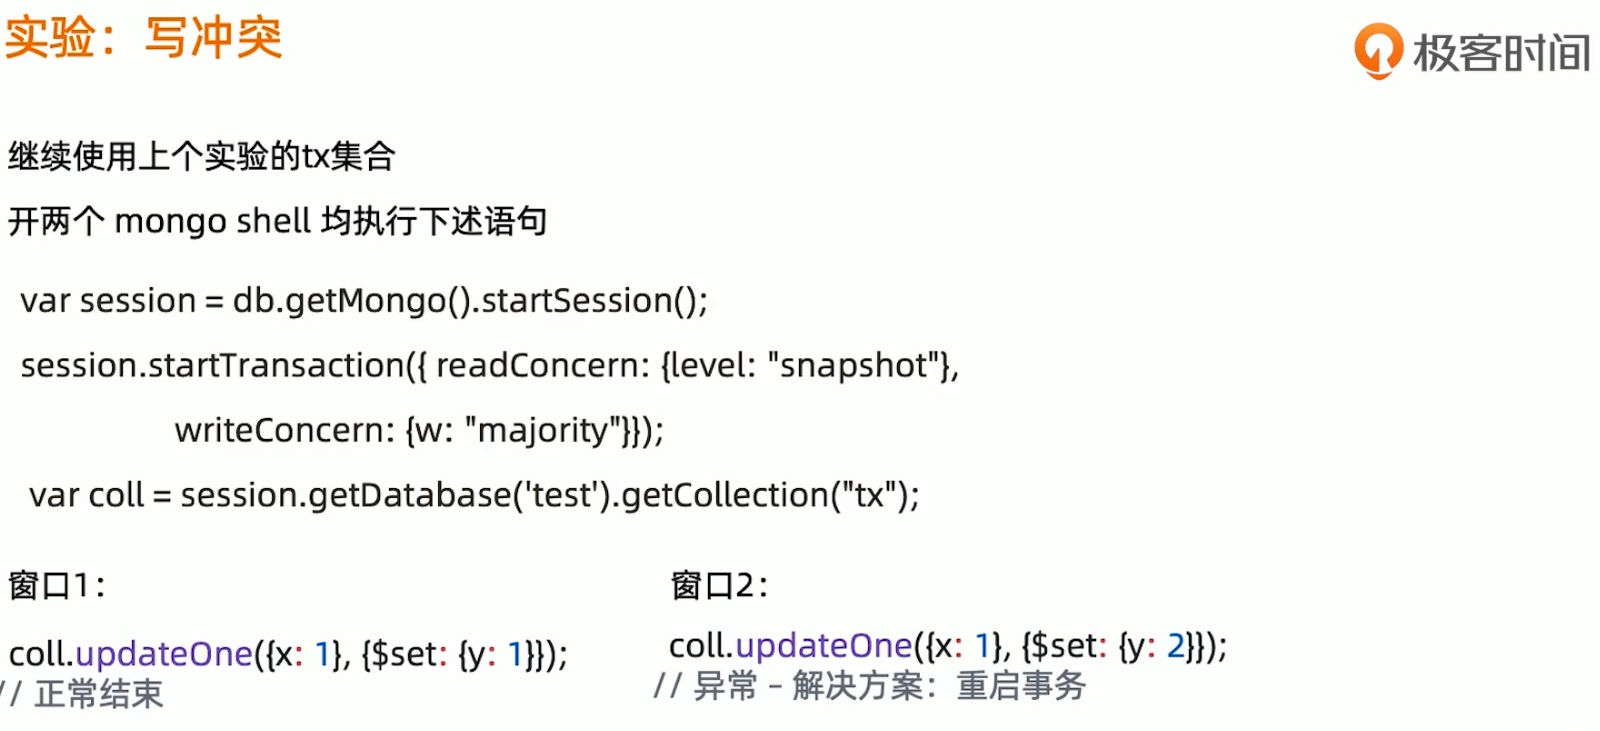 实验：写冲突
极客时间
继续使用上个实验的tx集合
开两个 mongo shell 均执行下述语句
var session = db.getMongo().startSession();
session.startTransaction({ readConcern: {level: "snapshot"},
writeConcern: {w: "majority"}});
var coll = session.getDatabase('test').getCollection("tx");
窗口1：
coll.updateOne({x: 1}, {$set: {y: 1}});
// 正常结束
窗口2：
coll.updateOne({x: 1}, {$set: {y: 2}});
// 异常 – 解决方案：重启事务